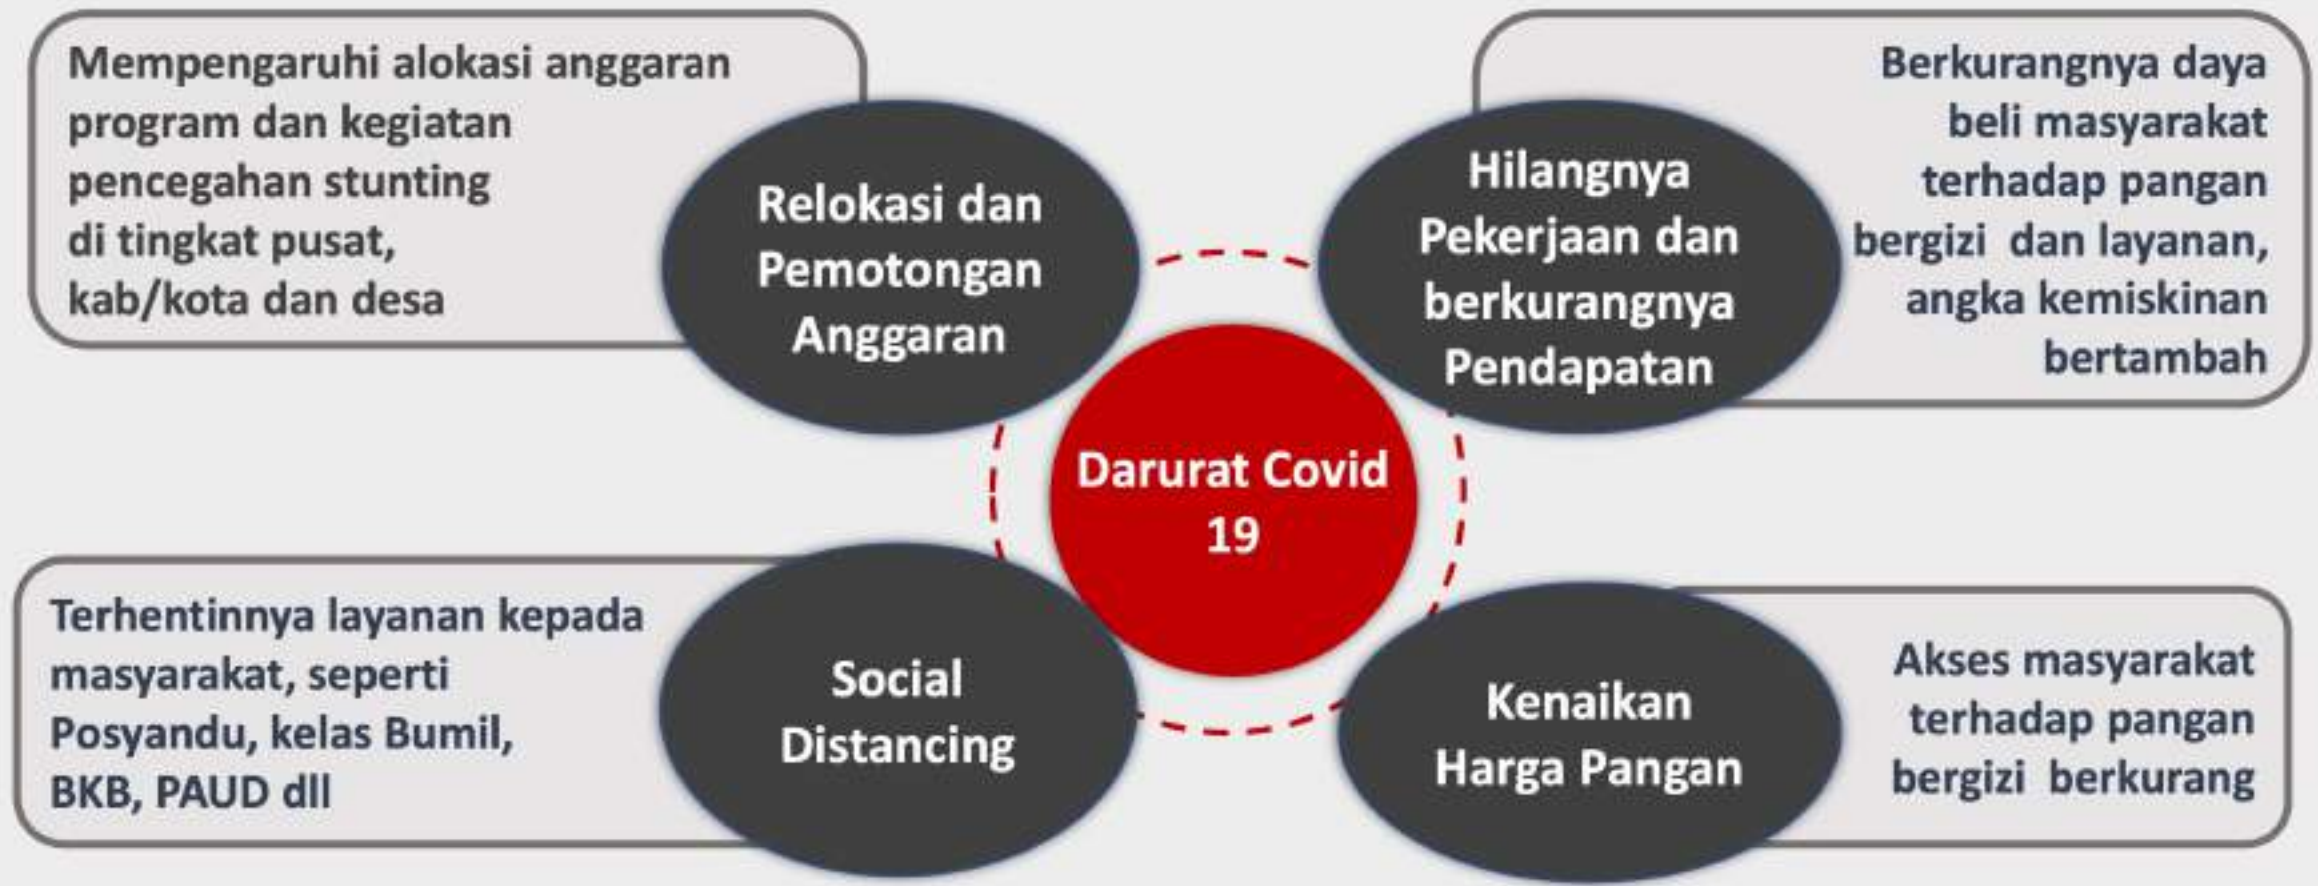 Mempengaruhi alokasi anggaran
program dan kegiatan
pencegahan stunting
di tingkat pusat,
kab/kota dan desa
Relokasi dan
Pemotongan
Anggaran
Hilangnya
Pekerjaan dan
berkurangnya
Pendapatan
Berkurangnya daya
beli masyarakat
terhadap pangan
bergizi dan layanan,
angka kemiskinan
bertambah
Darurat Covid
19
Terhentinnya layanan kepada
masyarakat, seperti
Posyandu, kelas Bumil,
BKB, PAUD dll
Social
Distancing
Kenaikan
Harga Pangan
Akses masyarakat
terhadap pangan
bergizi berkurang